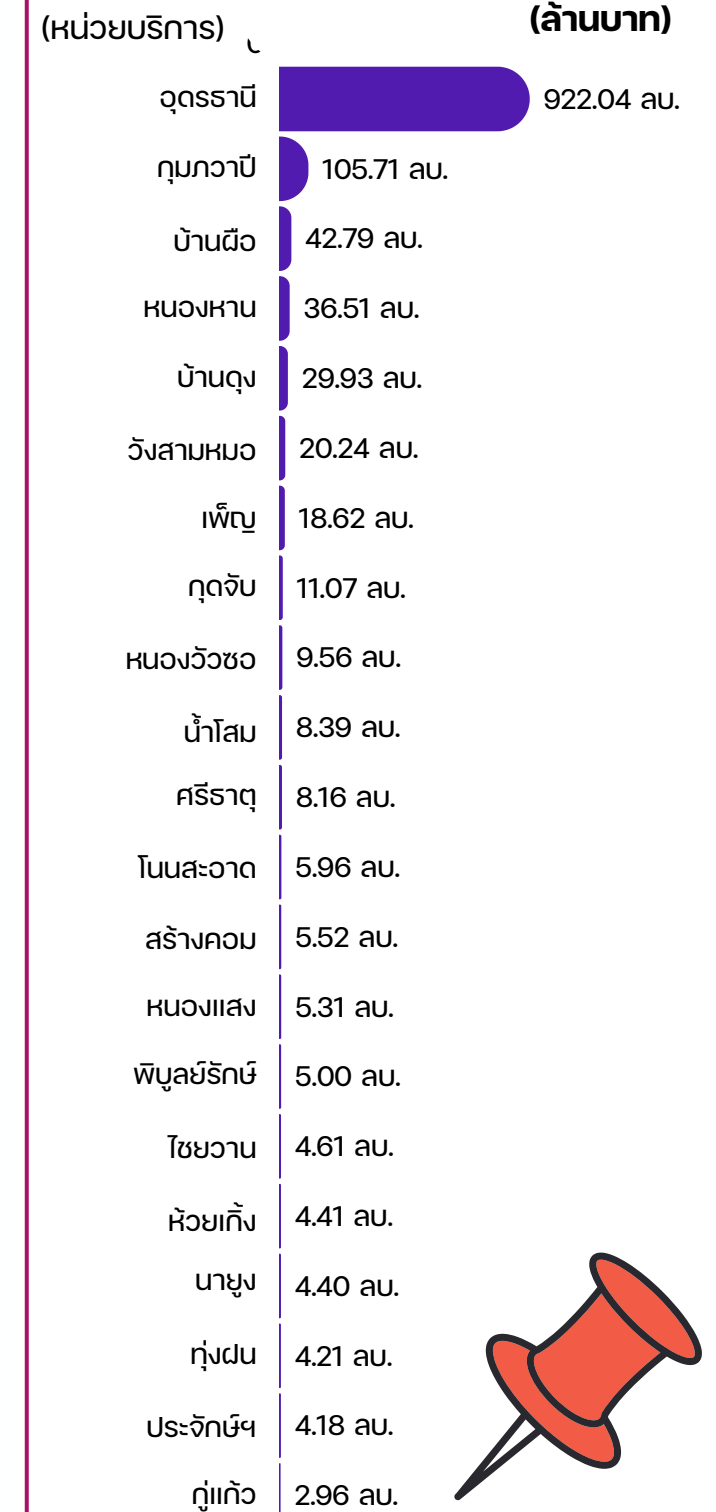 (หน่วยบริการ) (ล้านบาท)
อุดรธานี 922.04 ลบ.
กุมภวาปี 105.71 ลบ.
บ้านผือ 42.79 ลบ.
หนองหาน 36.51 ลบ.
บ้านดุง 29.93 ลบ.
วังสามหมอ 20.24 ลบ.
เพ็ญ 18.62 ลบ.
กุดจับ 11.07 ลบ.
หนองวัวซอ 9.56 ลบ.
น้ำโสม 8.39 ลบ.
ศรีธาตุ 8.16 ลบ.
โนนสะอาด 5.96 ลบ.
สร้างคอม 5.52 ลบ.
หนองแสง 5.31 ลบ.
พิบูลย์รักษ์ 5.00 ลบ.
ไชยวาน 4.61 ลบ.
ห้วยเกิ้ง 4.41 ลบ.
นายูง 4.40 ลบ.
ทุ่งฝน 4.21 ลบ.
ประจักษ์ฯ 4.18 ลบ.
กู่แก้ว 2.96 ลบ.